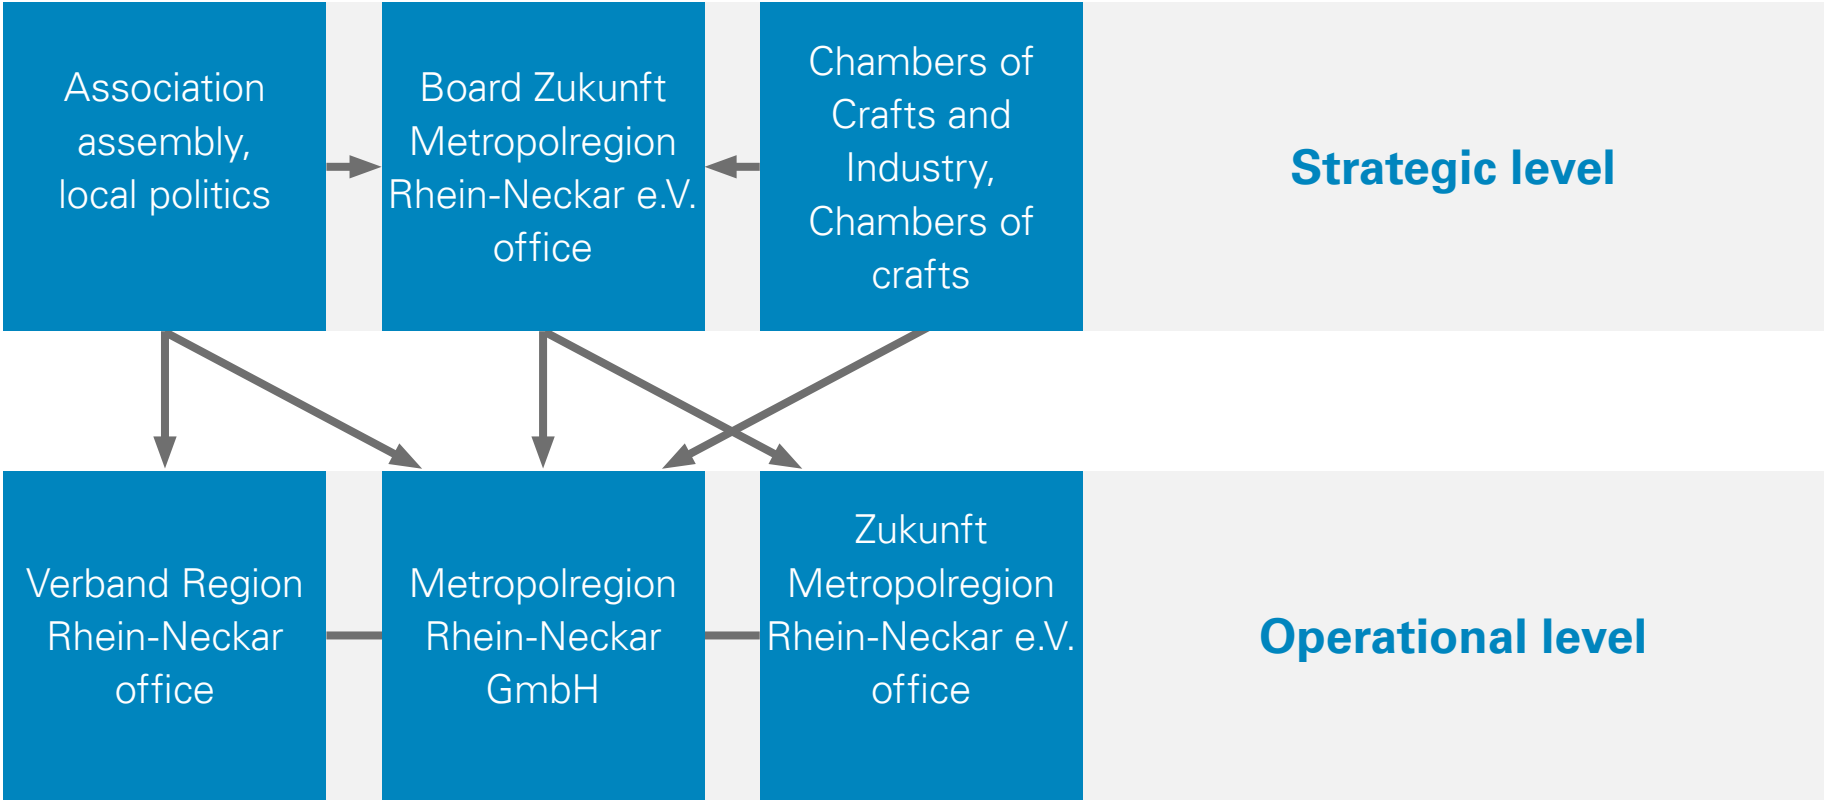 Association
assembly,
local politics
Board Zukunft
Metropolregion
Rhein-Neckar e.V.
office
Chambers of
Crafts and
Industry,
Chambers of
crafts
Strategic level
Verband Region
Rhein-Neckar
office
Metropolregion
Rhein-Neckar
GmbH
Zukunft
Metropolregion
Rhein-Neckar e.V.
office
Operational level